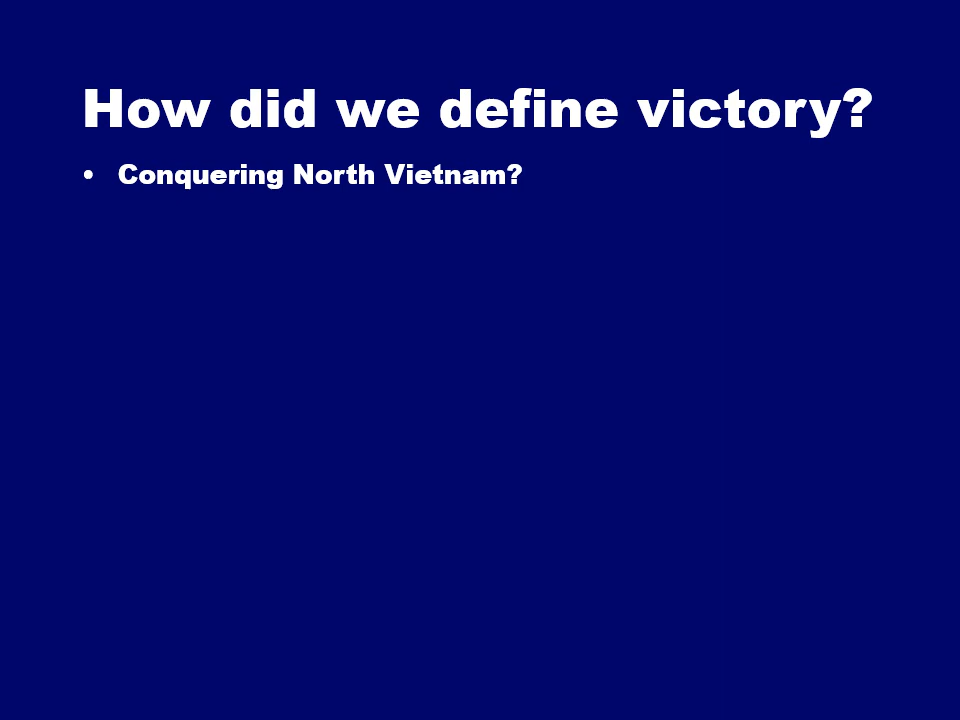 How did we define victory?
• Conquering North Vietnam?